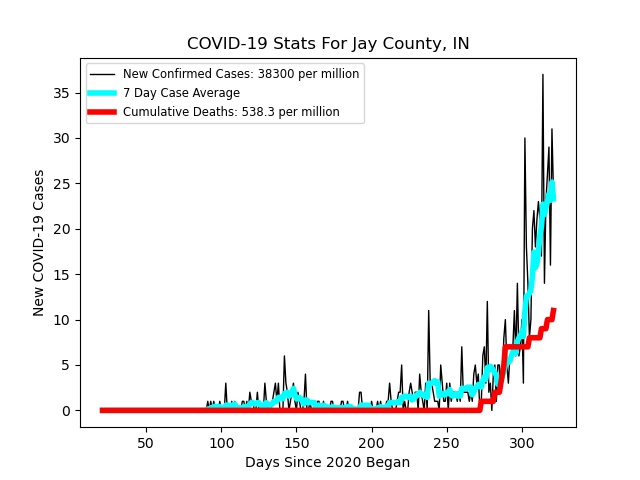 COVID-19 Stats For Jay County, IN
New Confirmed Cases: 38300 per million
7 Day Case Average
Cumulative Deaths: 538.3 per million
New COVID-19 Cases
35
30
25
20
15
10
5
0
50 100 150 200 250 300
Days Since 2020 Began